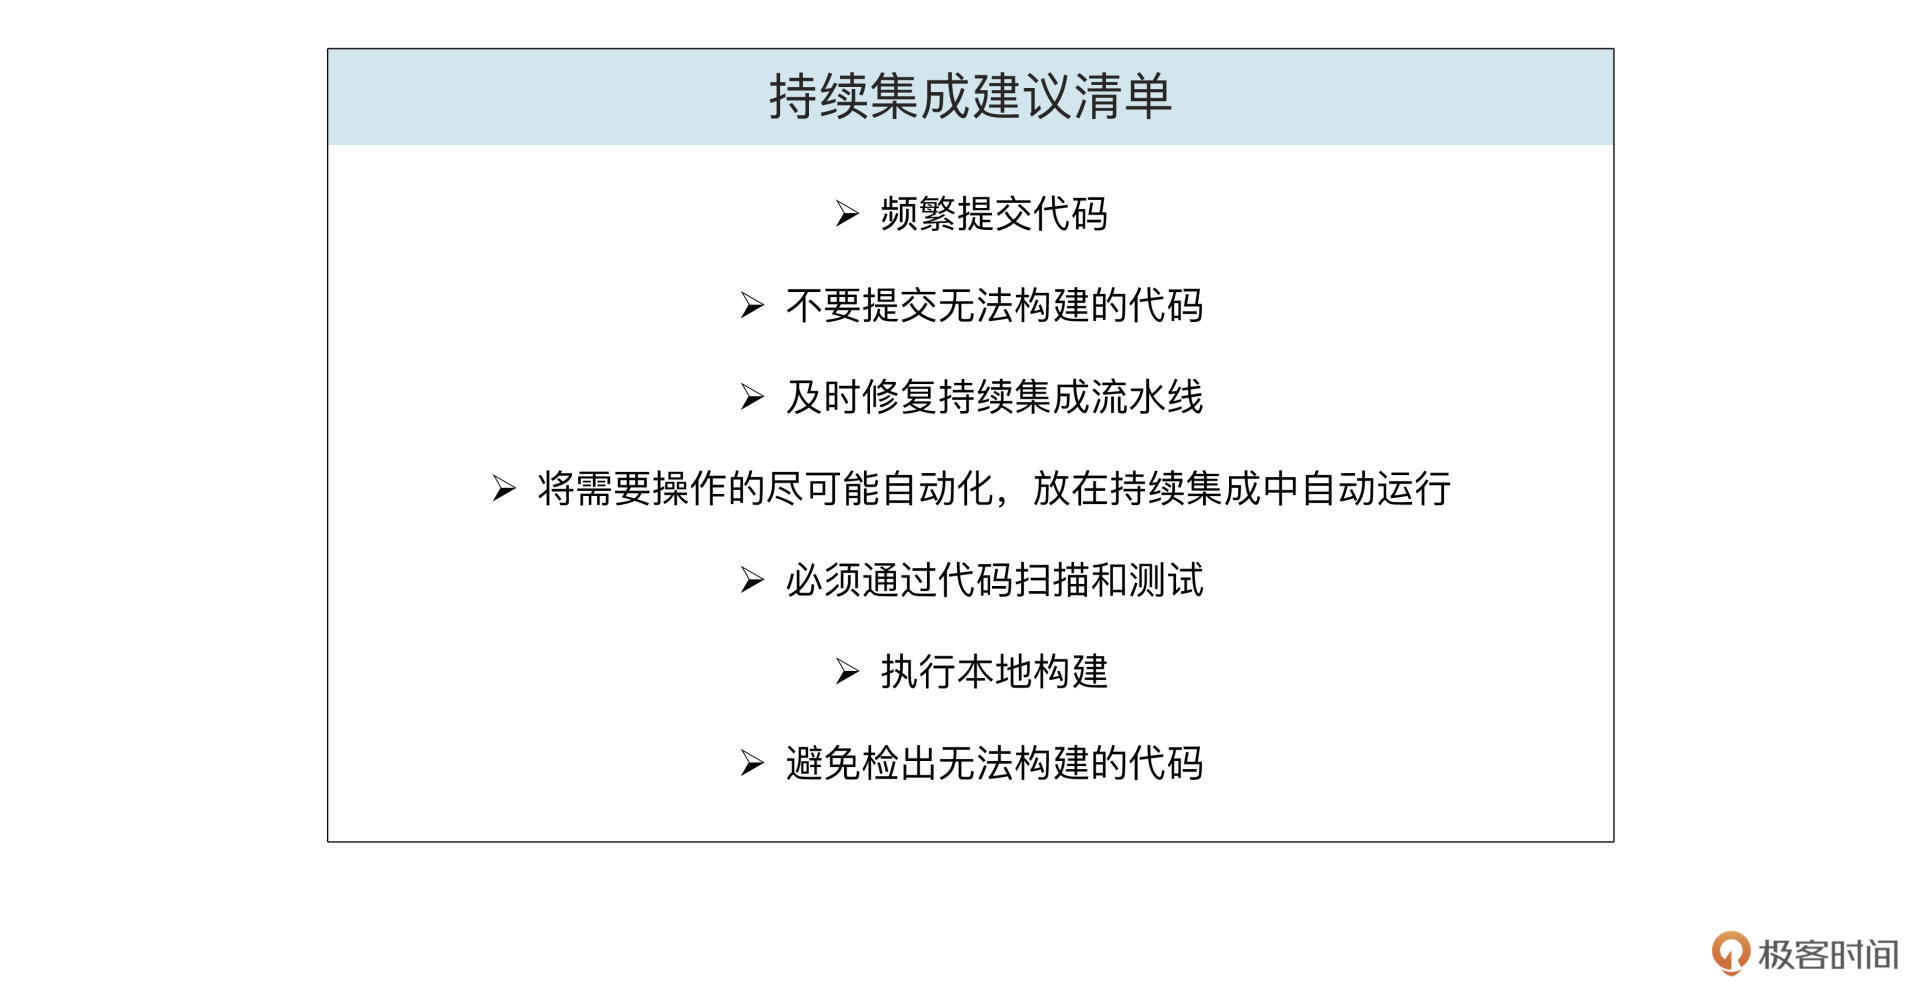 持续集成建议清单
➢ 频繁提交代码
➢ 不要提交无法构建的代码
➢ 及时修复持续集成流水线
➢ 将需要操作的尽可能自动化，放在持续集成中自动运行
➢ 必须通过代码扫描和测试
➢ 执行本地构建
➢ 避免检出无法构建的代码
极客时间